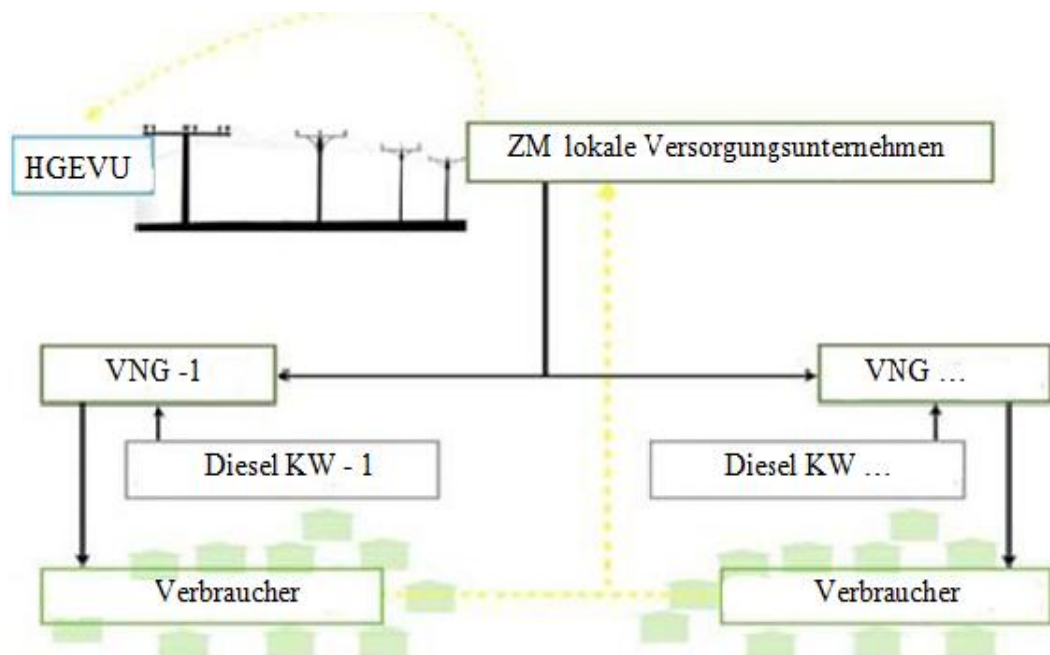 HGEVU
ZM lokale Versorgungsunternehmen
VNG -1
VNG ...
Diesel KW - 1
Diesel KW ...
Verbraucher
Verbraucher